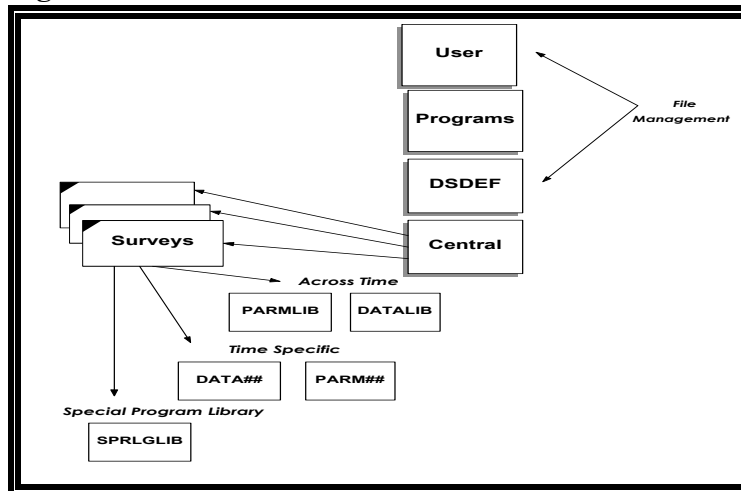 User
File
Management
Programs
DSDEF
Surveys
Central
Across Time
PARMLIB
DATALIB
Time Specific
DATA##
PARM##
Special Program Library
SPRLGLIB